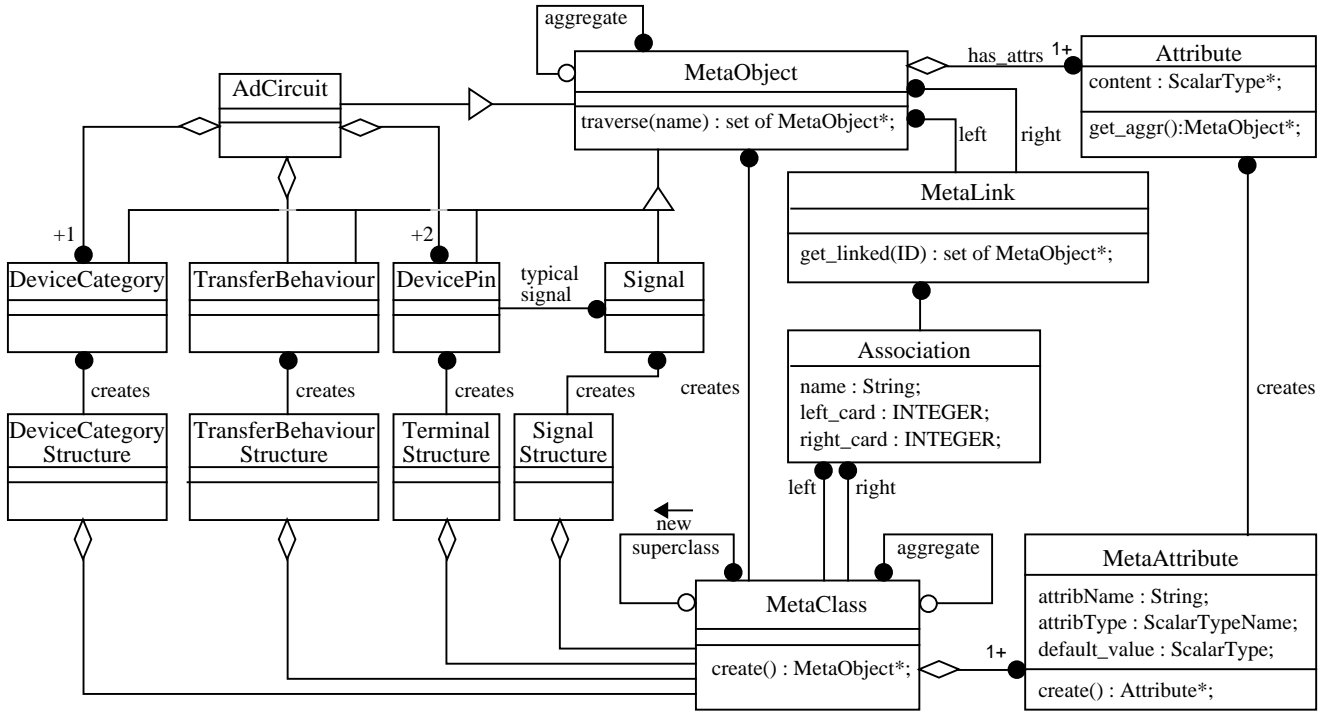 aggregate
MetaObject
traverse(name) : set of MetaObject*;
has_attrs
1+
Attribute
content : ScalarType*;
get_aggr():MetaObject*;
AdCircuit
left
right
MetaLink
get_linked(ID) : set of MetaObject*;
+1
+2
DeviceCategory
TransferBehaviour
DevicePin
typical
signal
Signal
Association
name : String;
left_card : INTEGER;
right_card : INTEGER;
creates
creates
creates
creates
creates
creates
DeviceCategory
Structure
TransferBehaviour
Structure
Terminal
Structure
Signal
Structure
left
right
new
superclass
aggregate
MetaClass
create() : MetaObject*;
1+
MetaAttribute
attribName : String;
attribType : ScalarTypeName;
default_value : ScalarType;
create() : Attribute*;